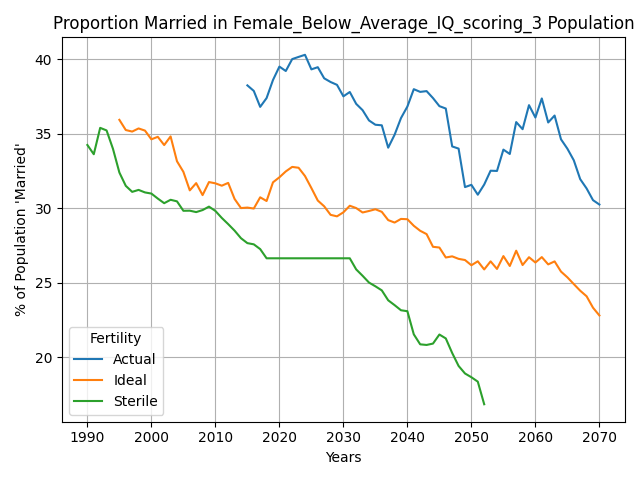 Proportion Married in Female_Below_Average_IQ_scoring_3 Population
% of Population 'Married'
40
35
30
25
20
Fertility
Actual
Ideal
Sterile
1990 2000 2010 2020 2030 2040 2050 2060 2070
Years